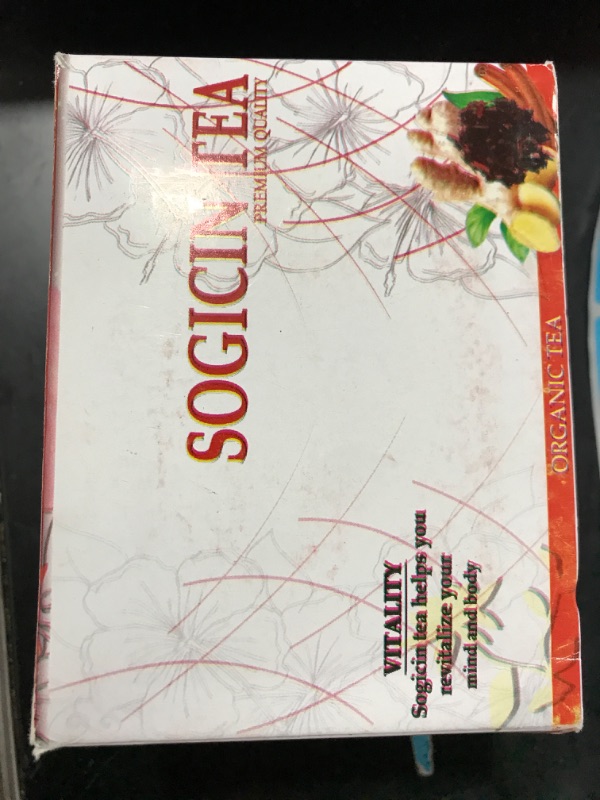 SOGICIN TEA
PREMIUM QUALITY
VITALITY
Sogicin tea helps you
revitalize your
mind and body
ORGANIC TEA